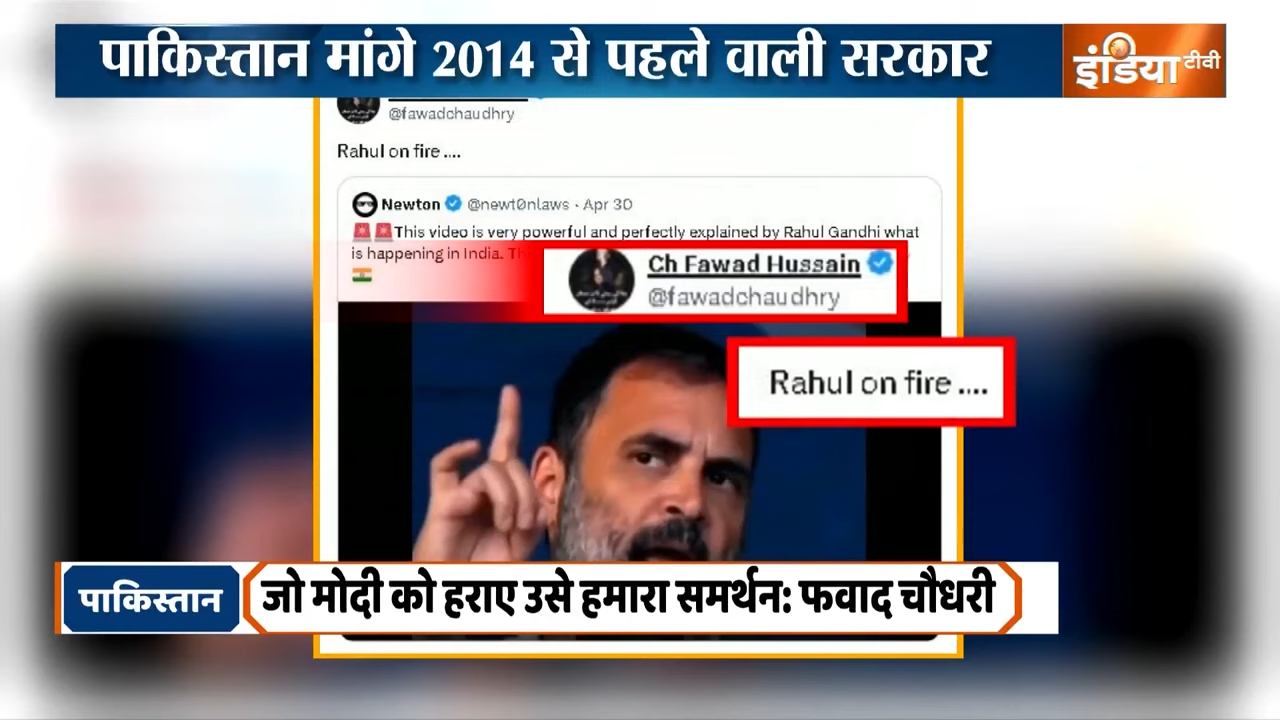 पाकिस्तान मांगे 2014 से पहले वाली सरकार
इंडिया टीवी
@fawadchaudhry
Rahul on fire ....
Newton @newt0nlaws · Apr 30
🚨🚨This video is very powerful and perfectly explained by Rahul Gandhi what
is happening in India.
🇮🇳
Ch Fawad Hussain
@fawadchaudhry
Rahul on fire ....
पाकिस्तान
जो मोदी को हराए उसे हमारा समर्थन: फवाद चौधरी